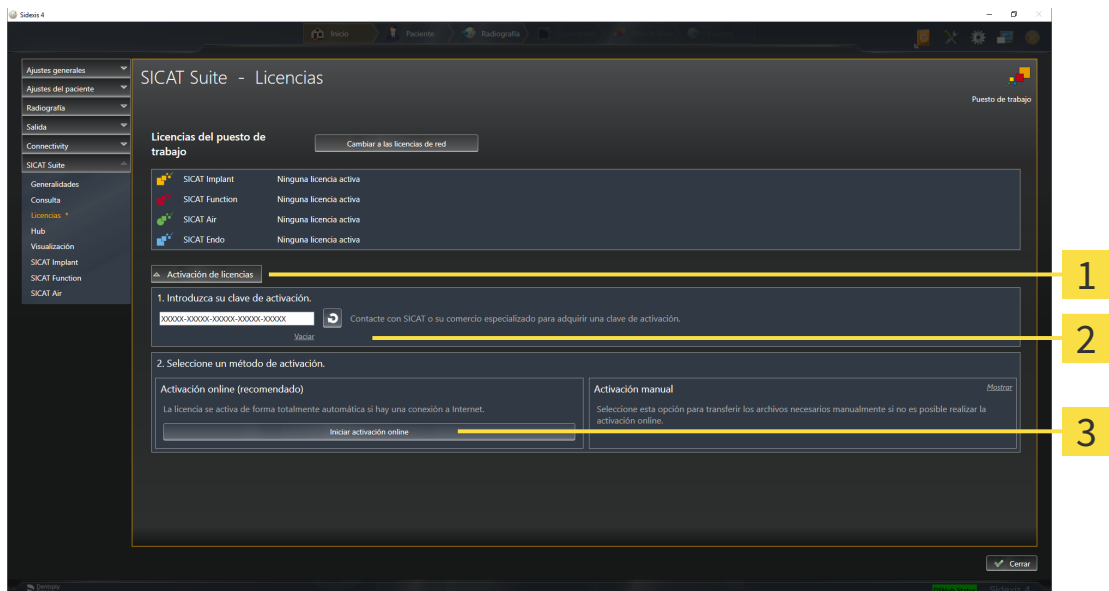 Sidexis 4
Inicio
Paciente
Radiografía
Ajustes generales
Ajustes del paciente
Radiografía
Salida
Connectivity
SICAT Suite
Generalidades
Consulta
Licencias *
Hub
Visualización
SICAT Implant
SICAT Function
SICAT Air
SICAT Suite - Licencias
Puesto de trabajo
Licencias del puesto de trabajo
Cambiar a las licencias de red
SICAT Implant Ninguna licencia activa
SICAT Function Ninguna licencia activa
SICAT Air Ninguna licencia activa
SICAT Endo Ninguna licencia activa
Activación de licencias
1
1. Introduzca su clave de activación.
XXXXX-XXXXX-XXXXX-XXXXX-XXXXX
Contacte con SICAT o su comercio especializado para adquirir una clave de activación.
Vaciar
2
2. Seleccione un método de activación.
Activación online (recomendado)
La licencia se activa de forma totalmente automática si hay una conexión a Internet.
Iniciar activación online
Activación manual
Mostrar
Seleccione esta opción para transferir los archivos necesarios manualmente si no es posible realizar la
activación online.
3
Cerrar
Dentsply
Sidexis 4